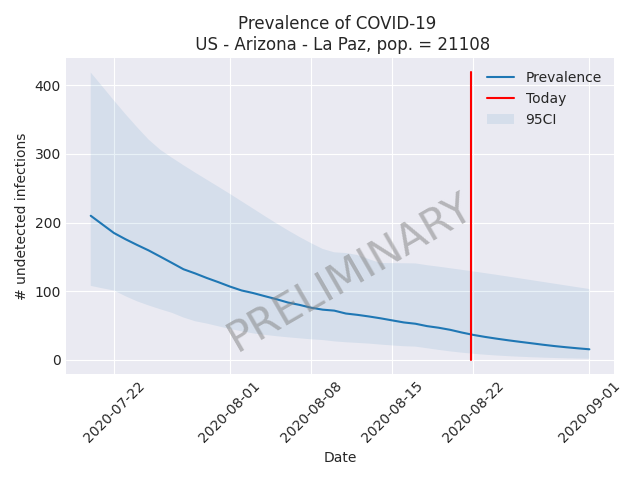 Prevalence of COVID-19
US - Arizona - La Paz, pop. = 21108
Prevalence
Today
95CI
PRELIMINARY
# undetected infections
400
300
200
100
0
2020-07-22
2020-08-01
2020-08-08
2020-08-15
2020-08-22
2020-09-01
Date